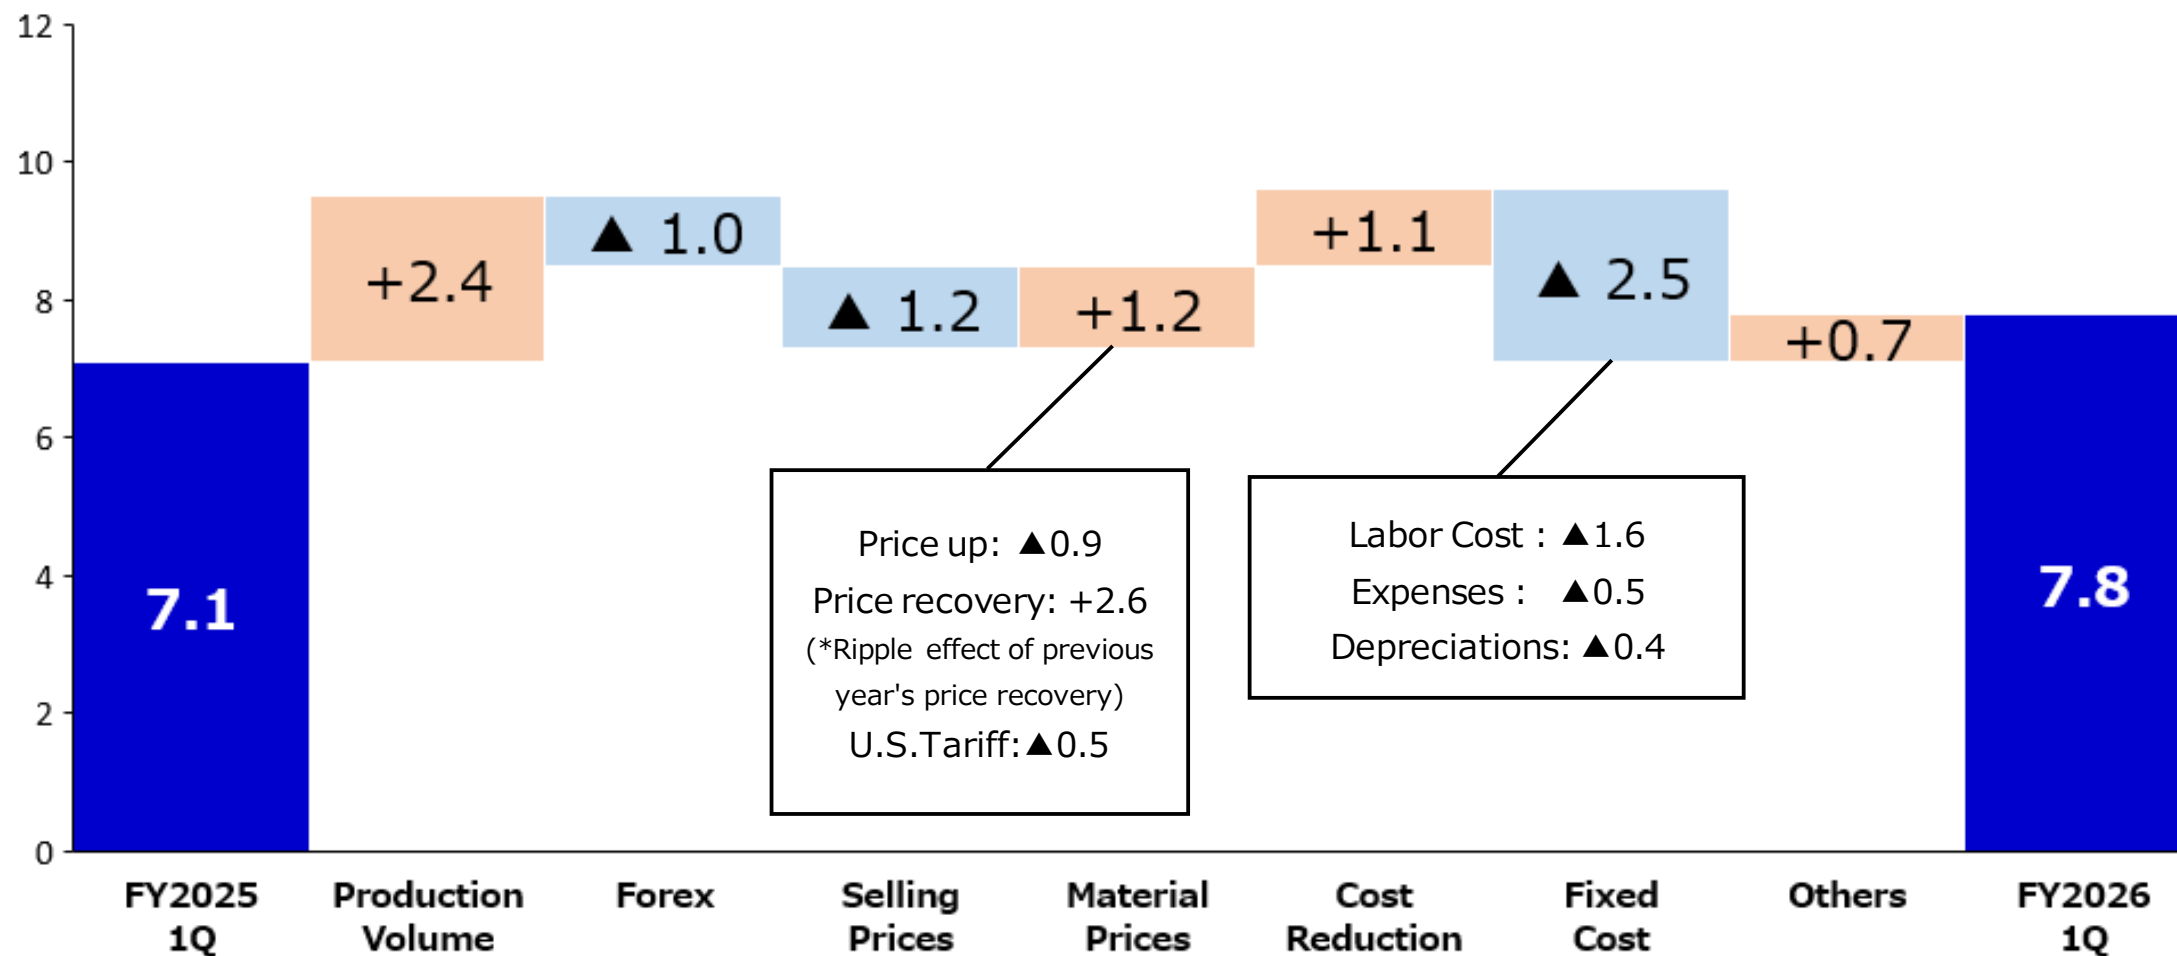 12
10
8
6
4
2
0
7.1
+2.4
▲ 1.0
▲ 1.2
+1.2
+1.1
▲ 2.5
+0.7
7.8
Price up: ▲0.9
Price recovery: +2.6
(*Ripple effect of previous
year's price recovery)
U.S.Tariff:▲0.5
Labor Cost : ▲1.6
Expenses : ▲0.5
Depreciations: ▲0.4
FY2025
1Q
Production
Volume
Forex
Selling
Prices
Material
Prices
Cost
Reduction
Fixed
Cost
Others
FY2026
1Q